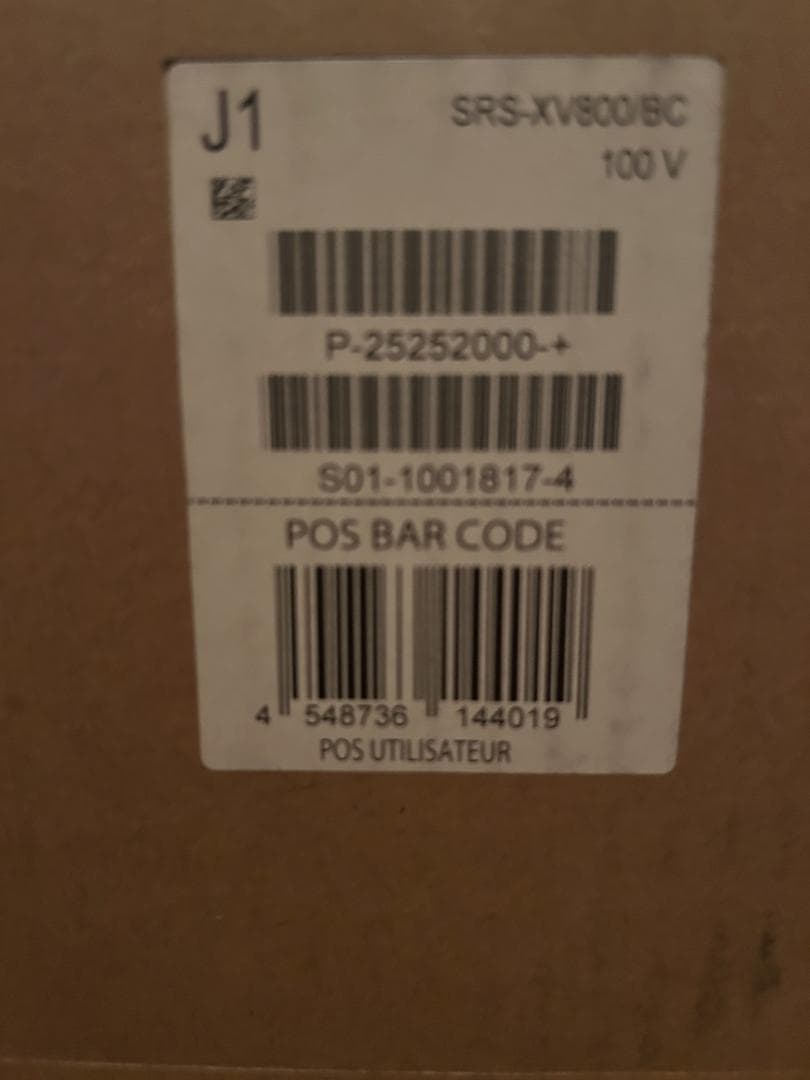 J1
SRS-XV800/BC
100 V
P-25252000-+
S01-1001817-4
POS BAR CODE
4 548736 144019
POS UTILISATEUR